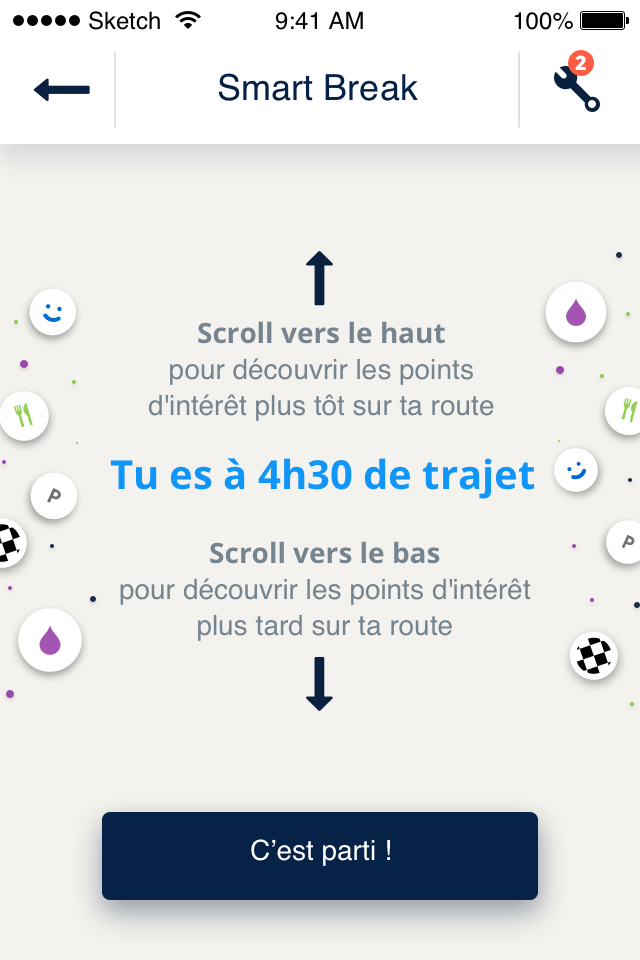 Sketch 9:41 AM 100%
Smart Break
2
Scroll vers le haut
pour découvrir les points
d'intérêt plus tôt sur ta route
Tu es à 4h30 de trajet
P
P
Scroll vers le bas
pour découvrir les points d'intérêt
plus tard sur ta route
C’est parti !